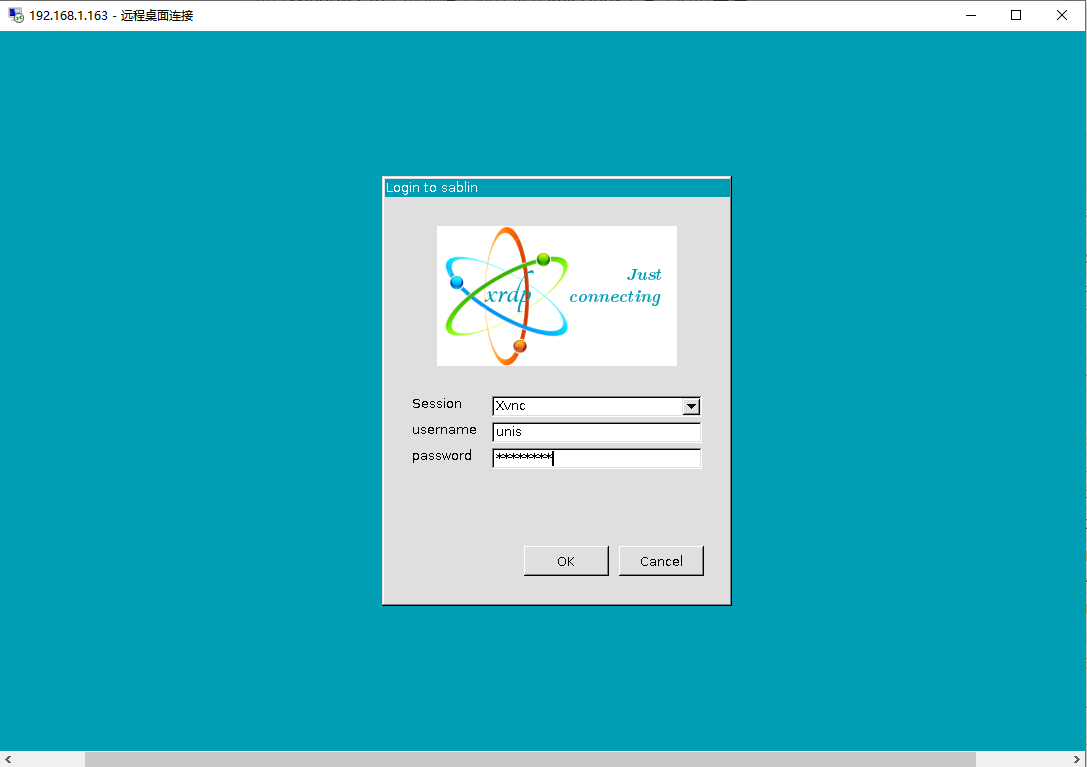 192.168.1.163 - 远程桌面连接
Login to sablin
xrdp
Just
connecting
Session Xvnc
username unis
password ********
OK Cancel